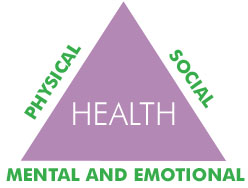 PHYSICAL
SOCIAL
HEALTH
MENTAL AND EMOTIONAL